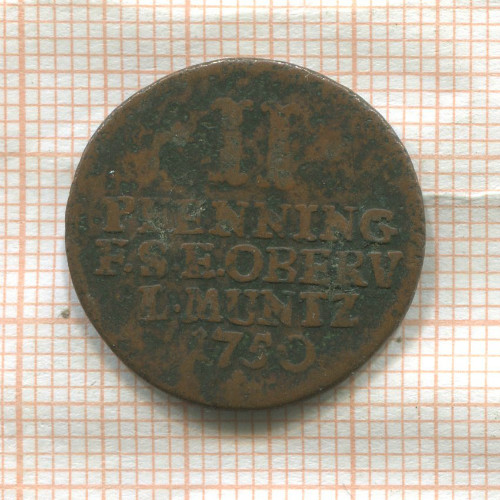 II
PFENNING
F.S.E.OBERV
L.MUNTZ
1750